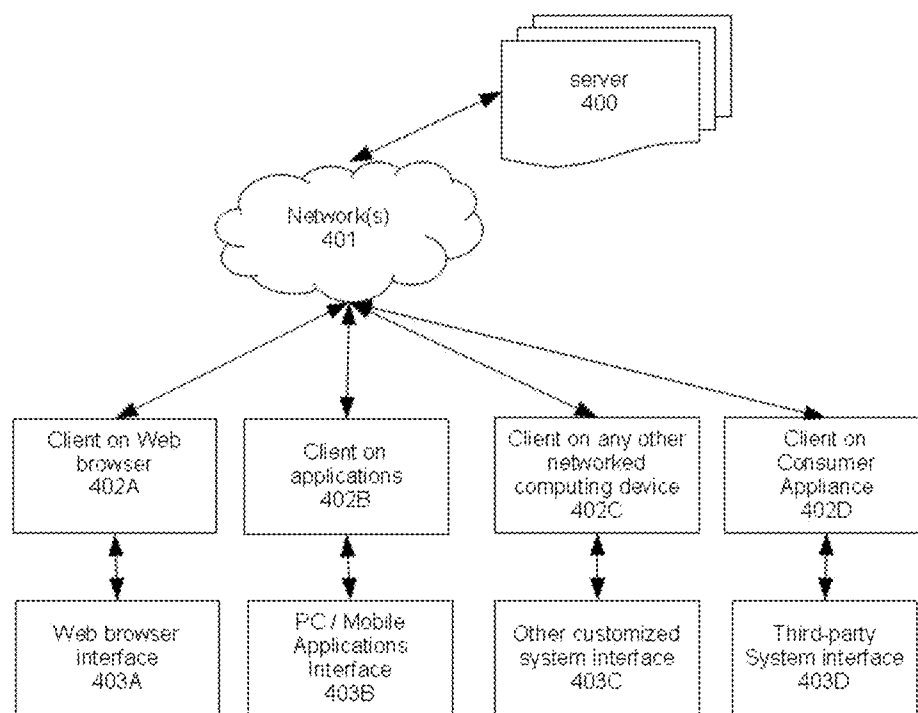 server
400
Network(s)
401
Client on Web
browser
402A
Client on
applications
402B
Client on any other
networked
computing device
402C
Client on
Consumer
Appliance
402D
Web browser
interface
403A
PC / Mobile
Applications
Interface
403B
Other customized
system interface
403C
Third-party
System interface
403D